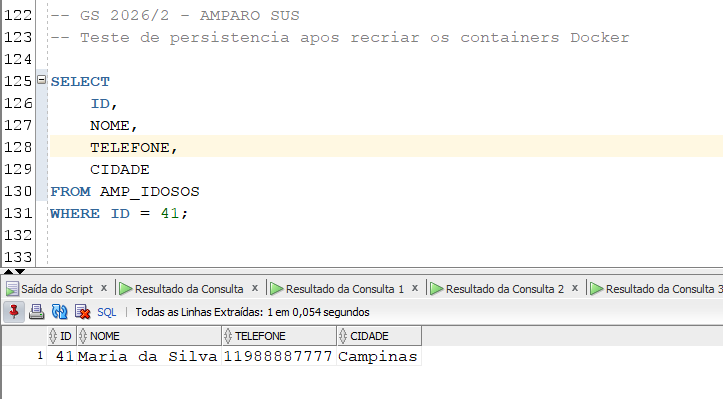 122 -- GS 2026/2 - AMPARO SUS
123 -- Teste de persistencia apos recriar os containers Docker
124
125 SELECT
126 ID,
127 NOME,
128 TELEFONE,
129 CIDADE
130 FROM AMP_IDOSOS
131 WHERE ID = 41;
132
133
Saída do Script x Resultado da Consulta x Resultado da Consulta 1 x Resultado da Consulta 2 x Resultado da Consulta 3
SQL Todas as Linhas Extraídas: 1 em 0,054 segundos
ID NOME TELEFONE CIDADE
1 41 Maria da Silva 11988887777 Campinas